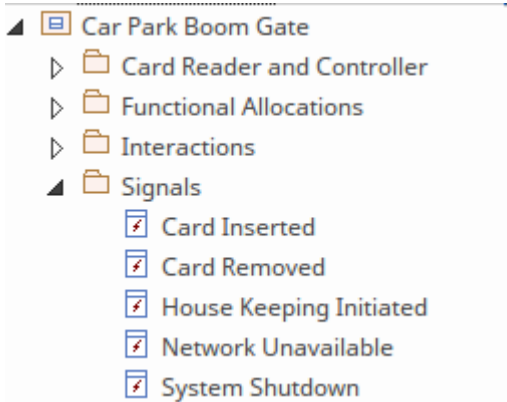 Car Park Boom Gate
Card Reader and Controller
Functional Allocations
Interactions
Signals
Card Inserted
Card Removed
House Keeping Initiated
Network Unavailable
System Shutdown